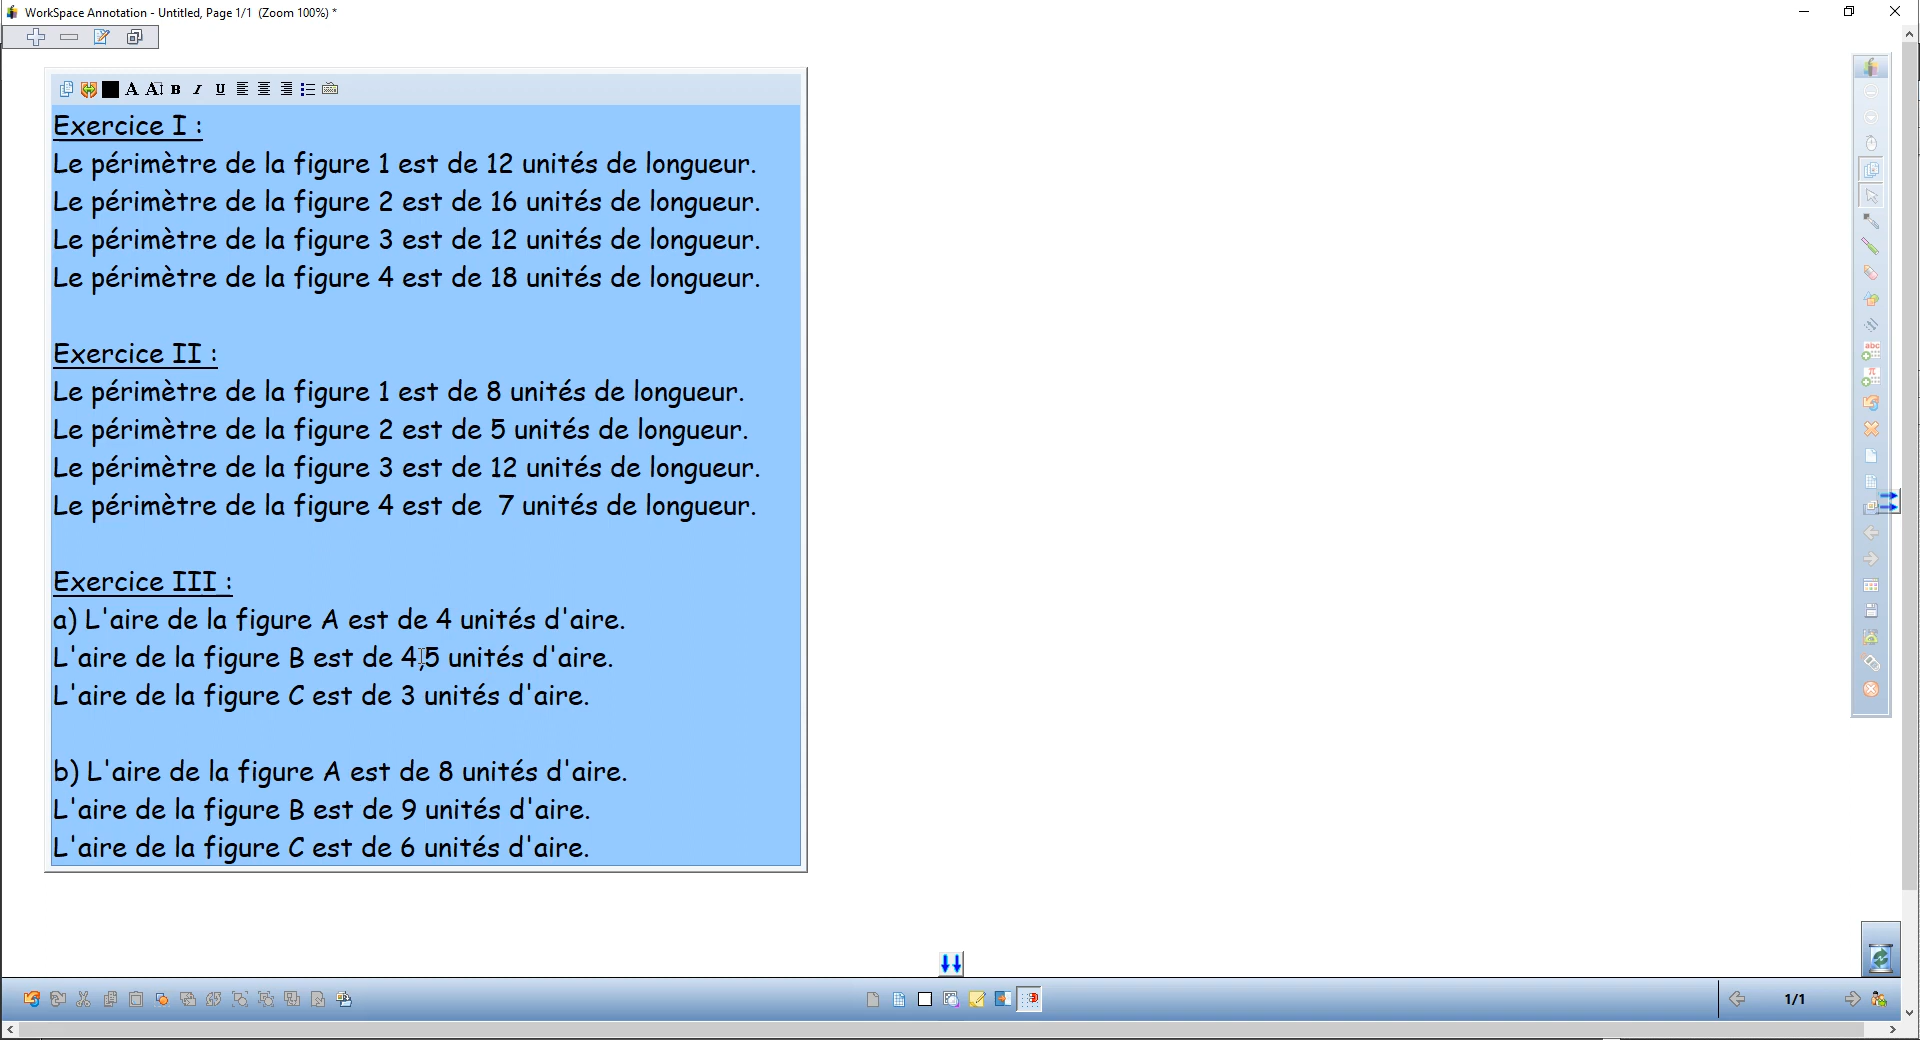 WorkSpace Annotation - Untitled, Page 1/1 (Zoom 100%) *
Exercice I :
Le périmètre de la figure 1 est de 12 unités de longueur.
Le périmètre de la figure 2 est de 16 unités de longueur.
Le périmètre de la figure 3 est de 12 unités de longueur.
Le périmètre de la figure 4 est de 18 unités de longueur.
Exercice II :
Le périmètre de la figure 1 est de 8 unités de longueur.
Le périmètre de la figure 2 est de 5 unités de longueur.
Le périmètre de la figure 3 est de 12 unités de longueur.
Le périmètre de la figure 4 est de  7 unités de longueur.
Exercice III :
a) L'aire de la figure A est de 4 unités d'aire.
L'aire de la figure B est de 4,5 unités d'aire.
L'aire de la figure C est de 3 unités d'aire.
b) L'aire de la figure A est de 8 unités d'aire.
L'aire de la figure B est de 9 unités d'aire.
L'aire de la figure C est de 6 unités d'aire.
1/1